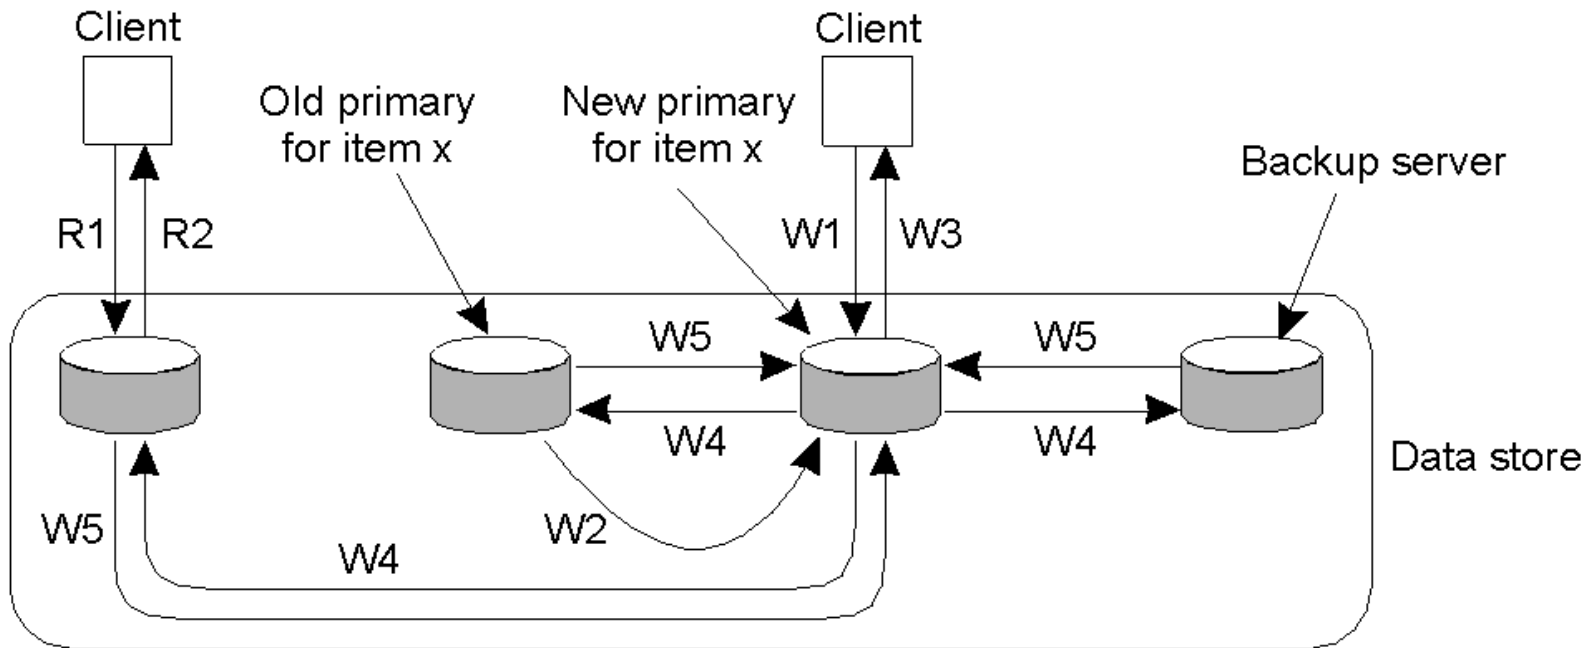 Client
Client
Old primary
for item x
New primary
for item x
Backup server
R1
R2
W1
W3
W5
W5
W4
W4
Data store
W5
W2
W4